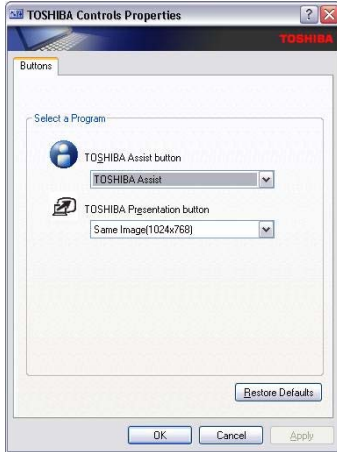 TOSHIBA Controls Properties
TOSHIBA
Buttons
Select a Program
TOSHIBA Assist button
TOSHIBA Assist
TOSHIBA Presentation button
Same Image(1024x768)
Restore Defaults
OK
Cancel
Apply